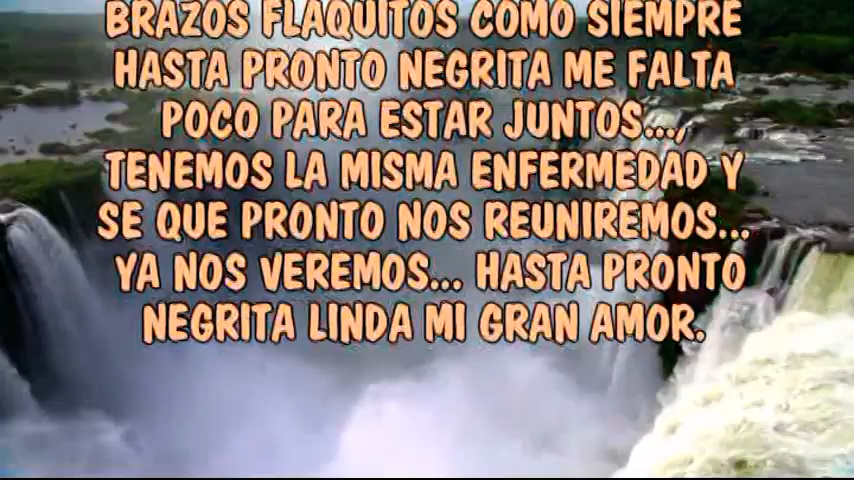 BRAZOS FLAQUITOS COMO SIEMPRE
HASTA PRONTO NEGRITA ME FALTA
POCO PARA ESTAR JUNTOS...,
TENEMOS LA MISMA ENFERMEDAD Y
SE QUE PRONTO NOS REUNIREMOS...
YA NOS VEREMOS... HASTA PRONTO
NEGRITA LINDA MI GRAN AMOR.